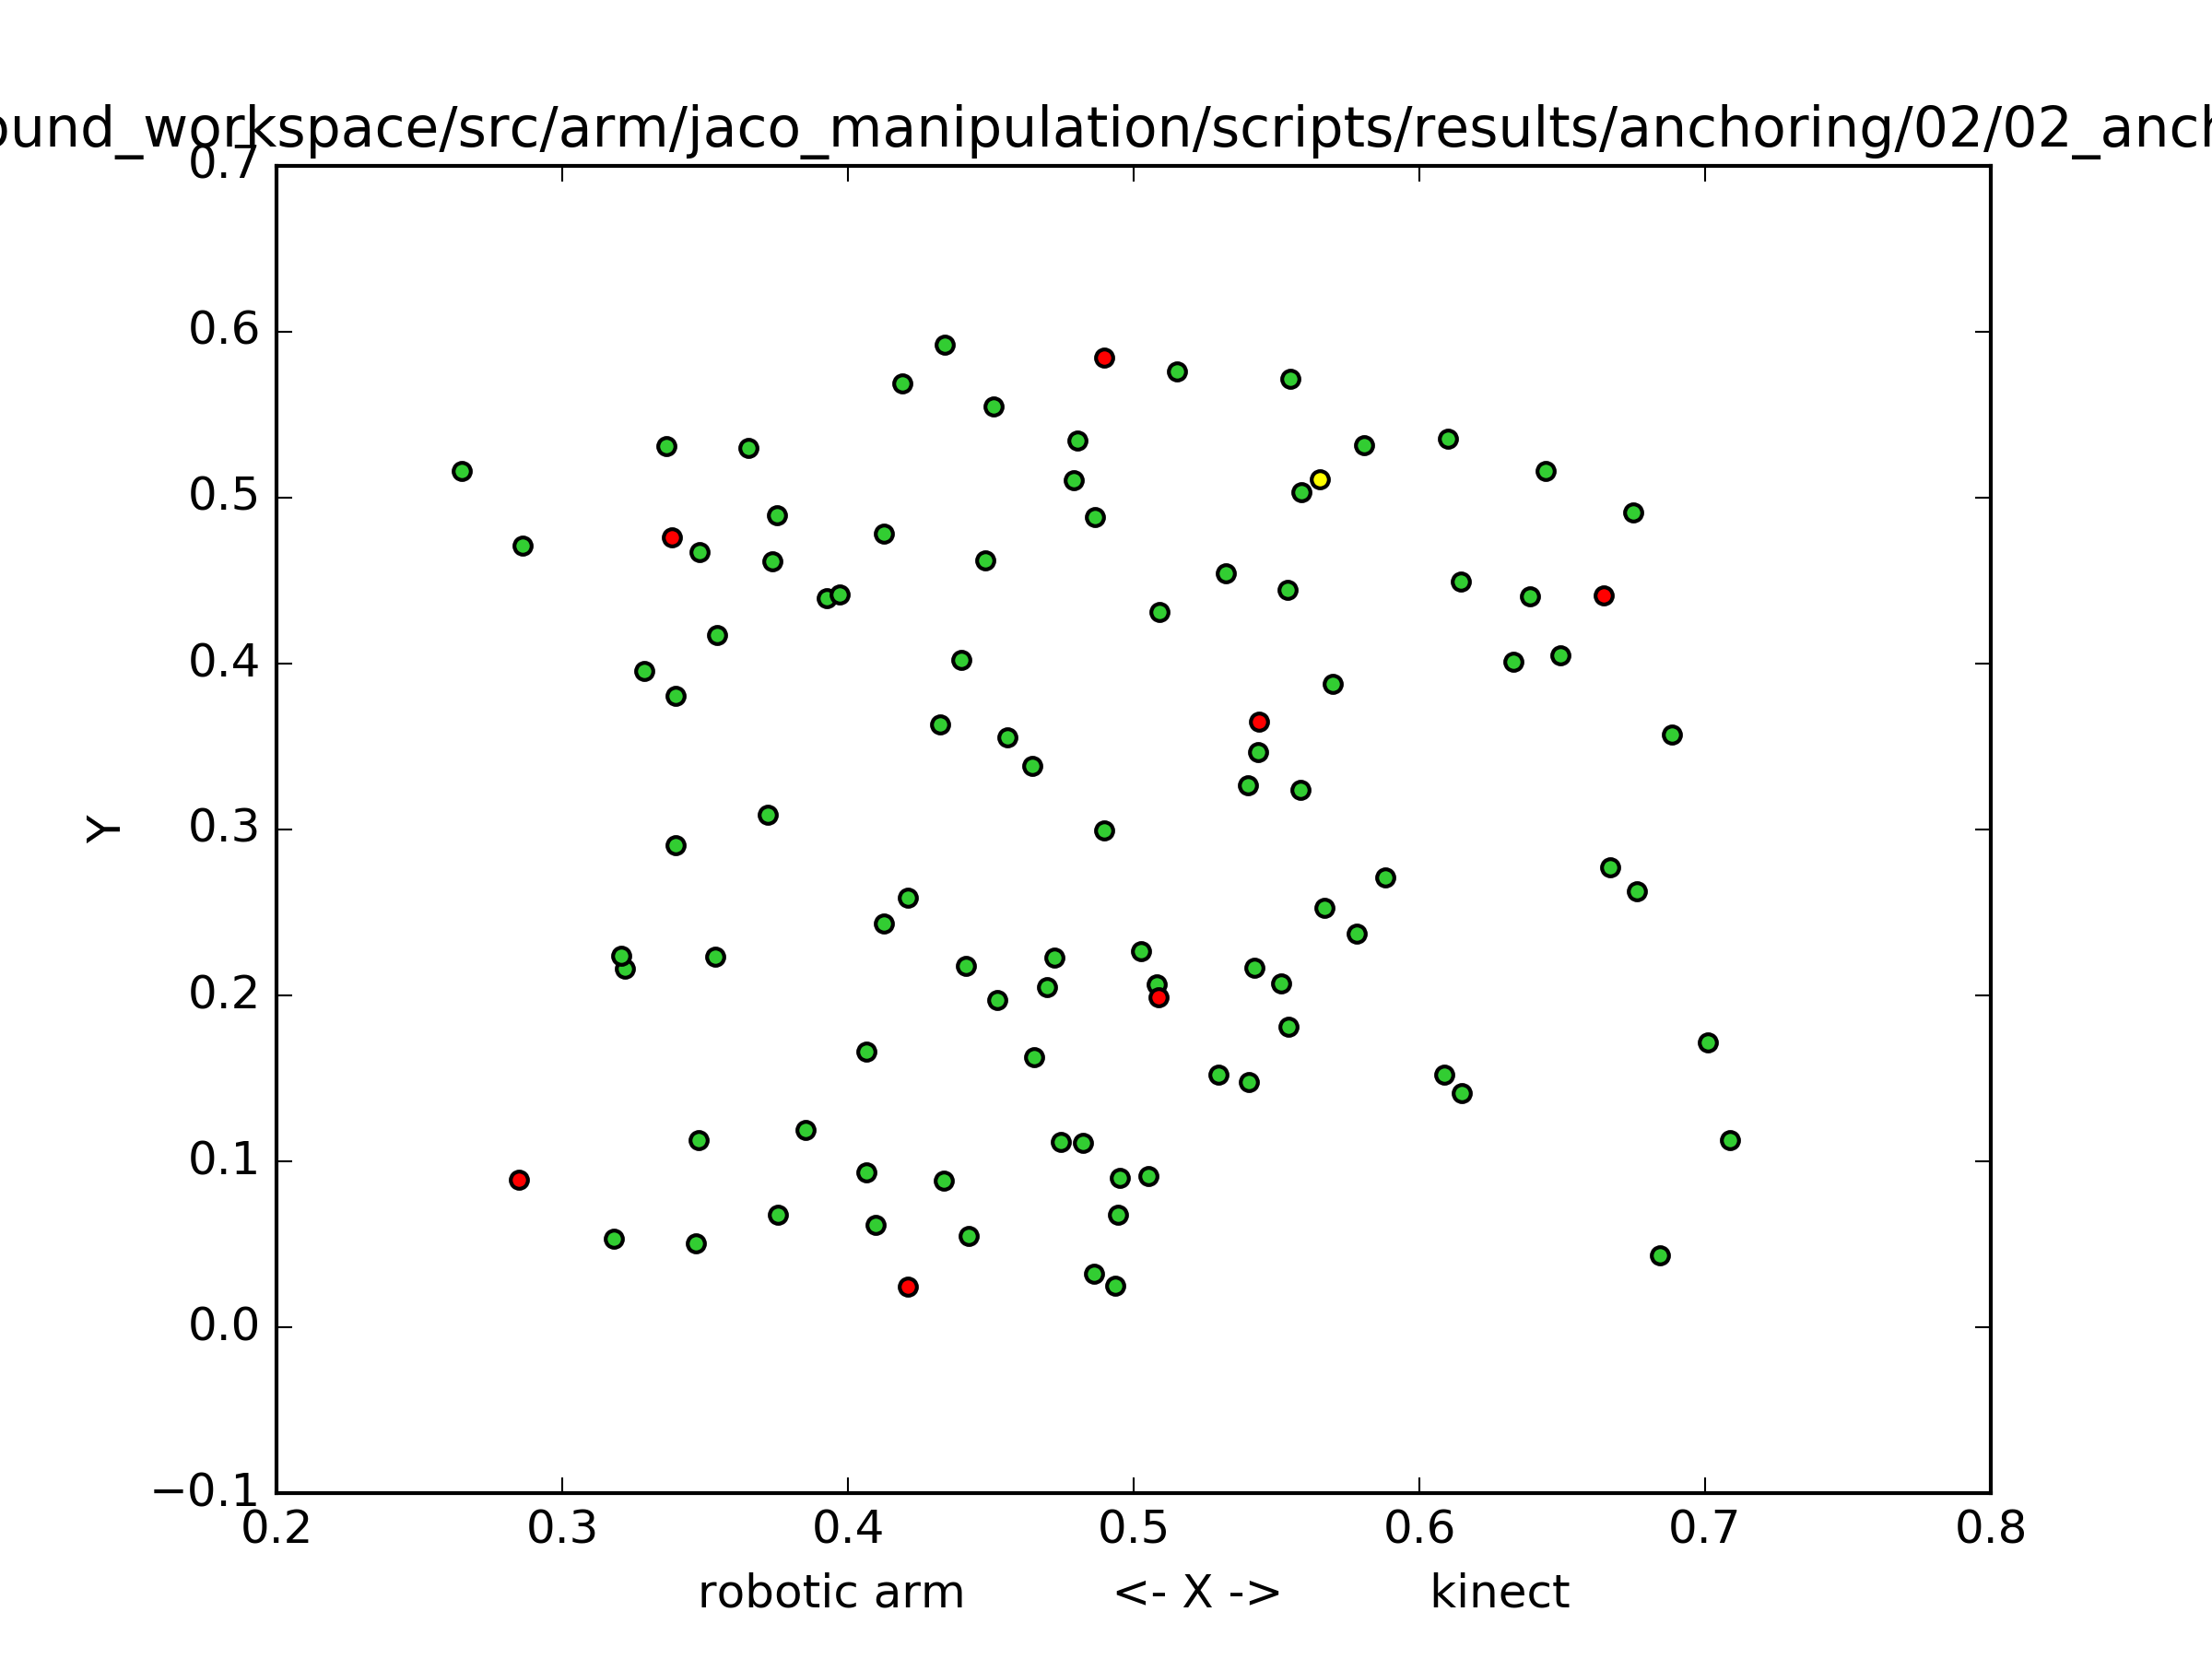 ound_workspace/src/arm/jaco_manipulation/scripts/results/anchoring/02/02_anch
0.7
0.6
0.5
0.4
0.3
0.2
0.1
0.0
−0.1
Y
0.2 0.3 0.4 0.5 0.6 0.7 0.8
robotic arm <- X -> kinect